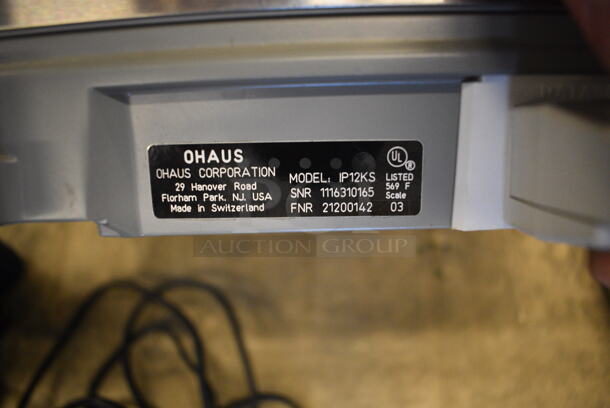 OHAUS
OHAUS CORPORATION
29 Hanover Road
Florham Park, N.J. USA
Made in Switzerland
MODEL: IP12KS
SNR 1116310165
FNR 21200142
UL
®
LISTED
569 F
Scale
03
AUCTION GROUP
DATA